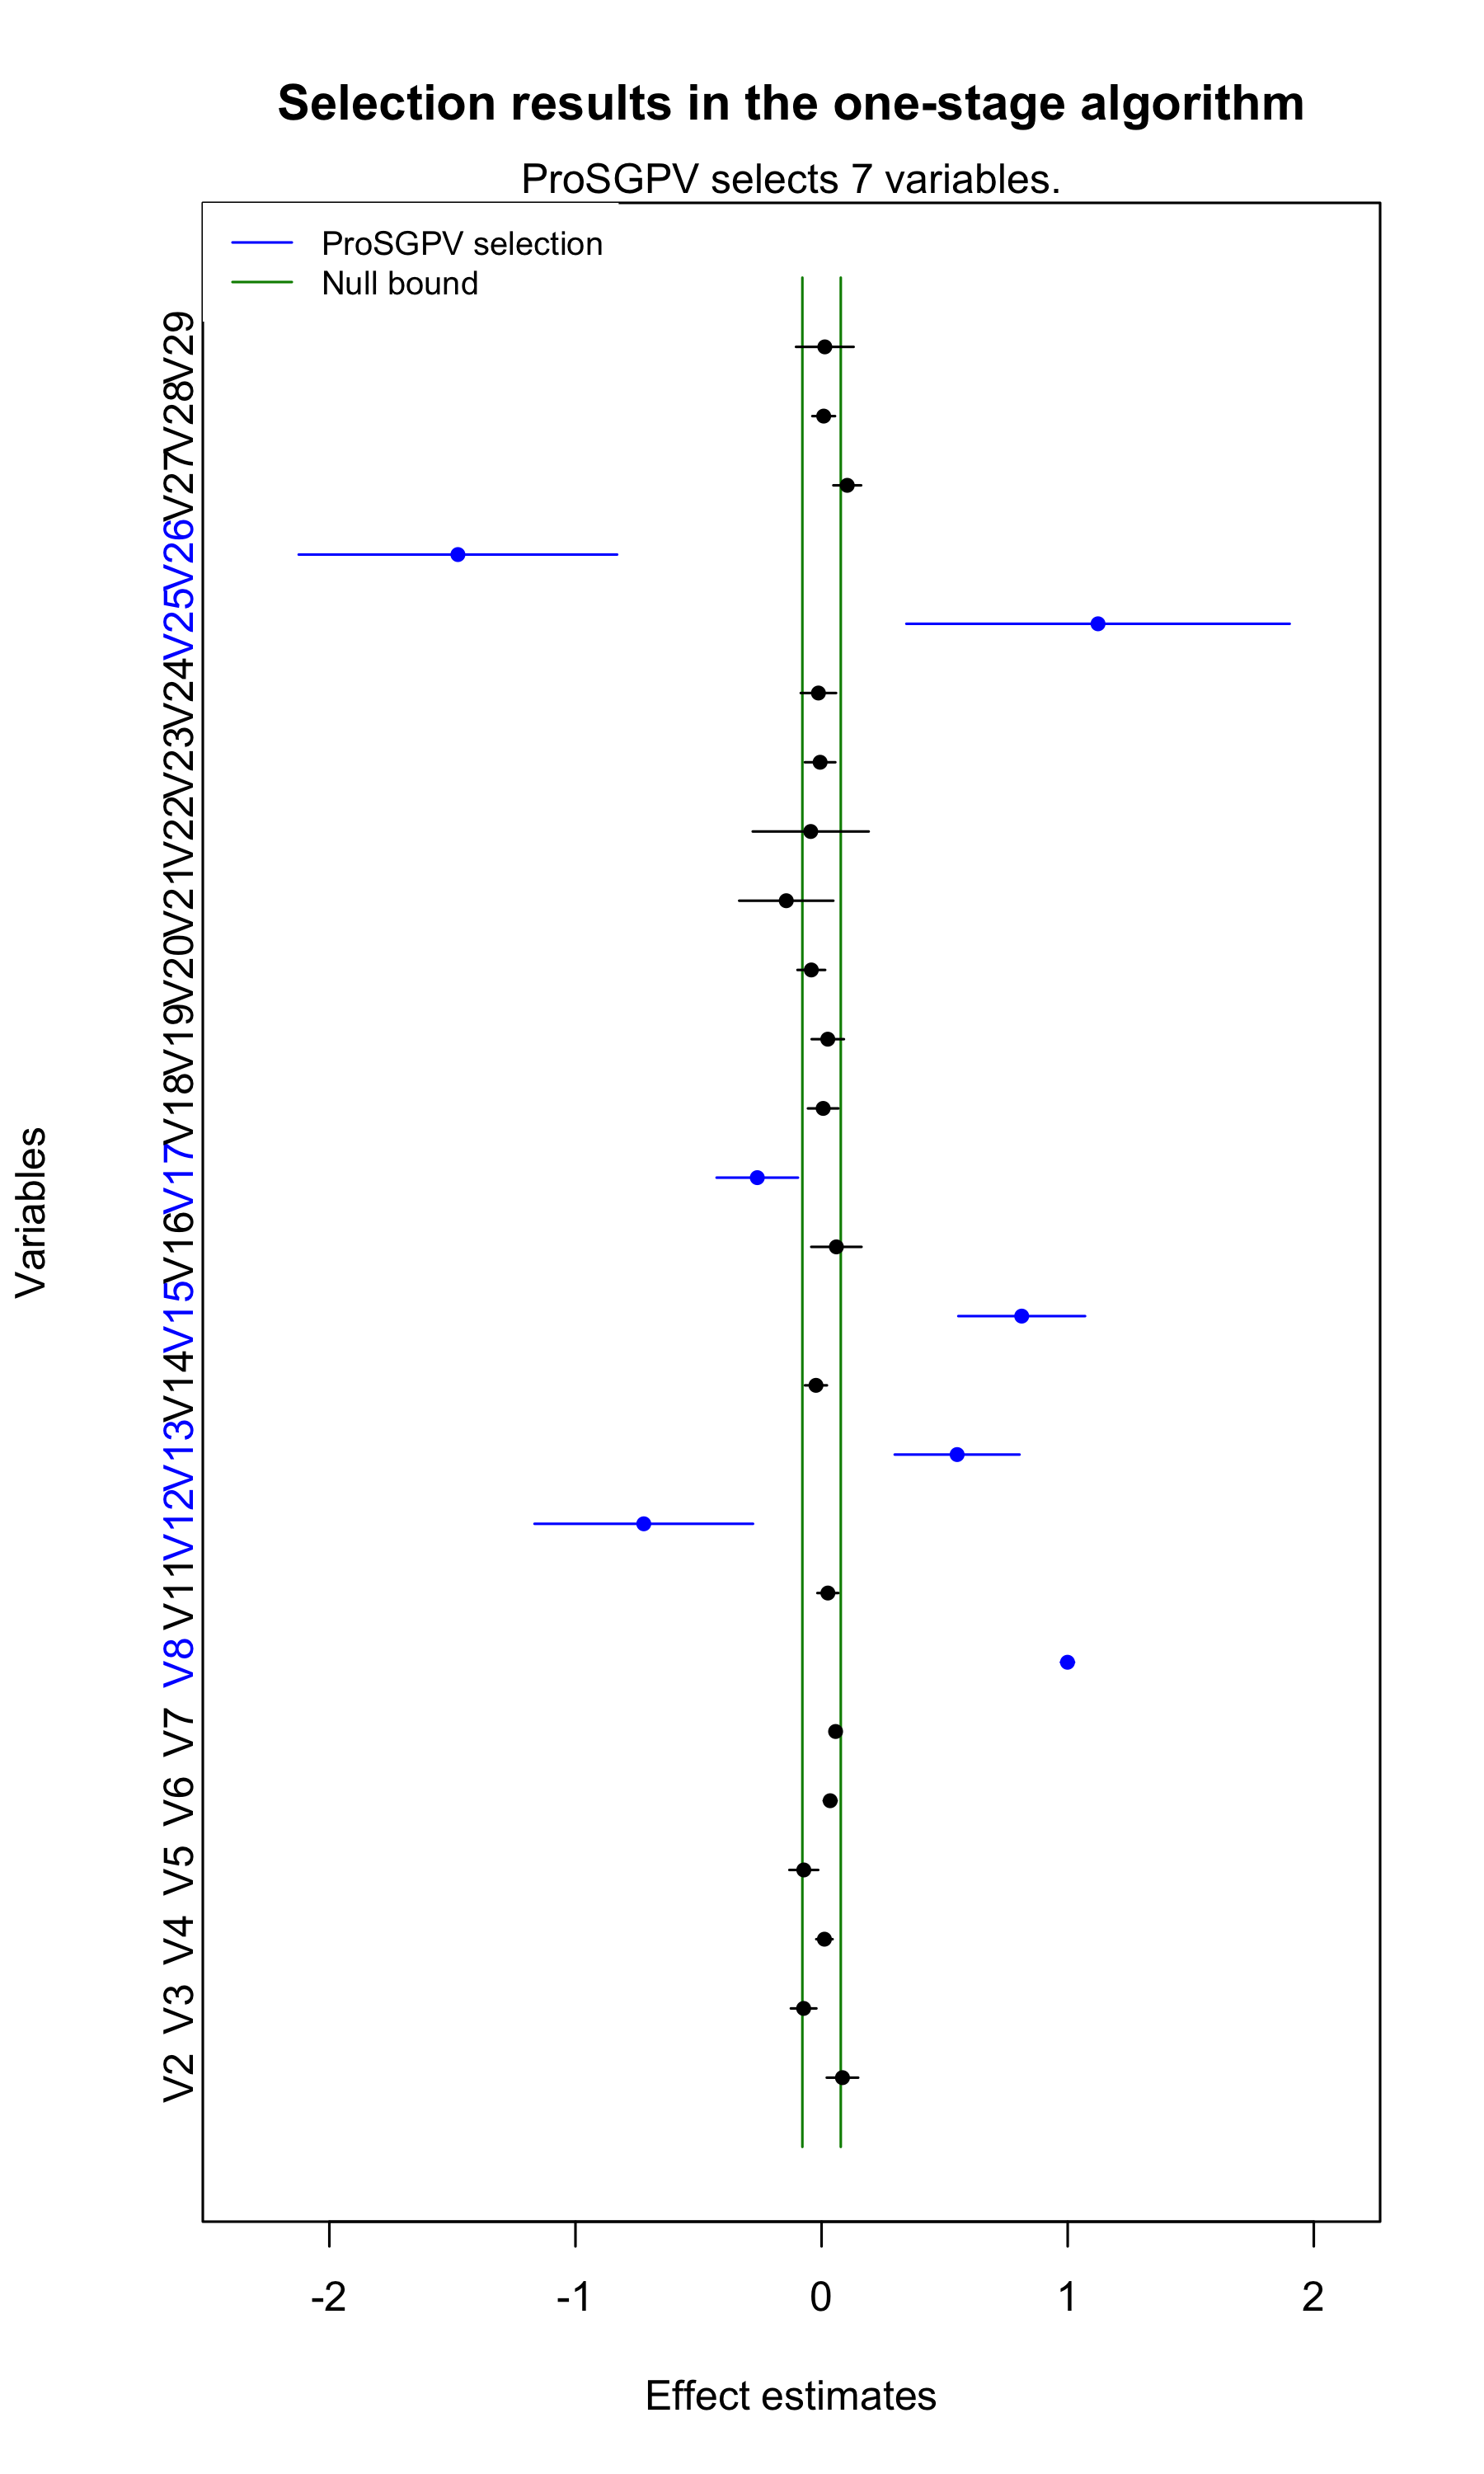 Selection results in the one-stage algorithm
ProSGPV selects 7 variables.
ProSGPV selection
Null bound
V29
V28
V27
V26
V25
V24
V23
V22
V21
V20
V19
V18
V17
V16
V15
V14
V13
V12
V11
V8
V7
V6
V5
V4
V3
V2
Variables
-2 -1 0 1 2
Effect estimates